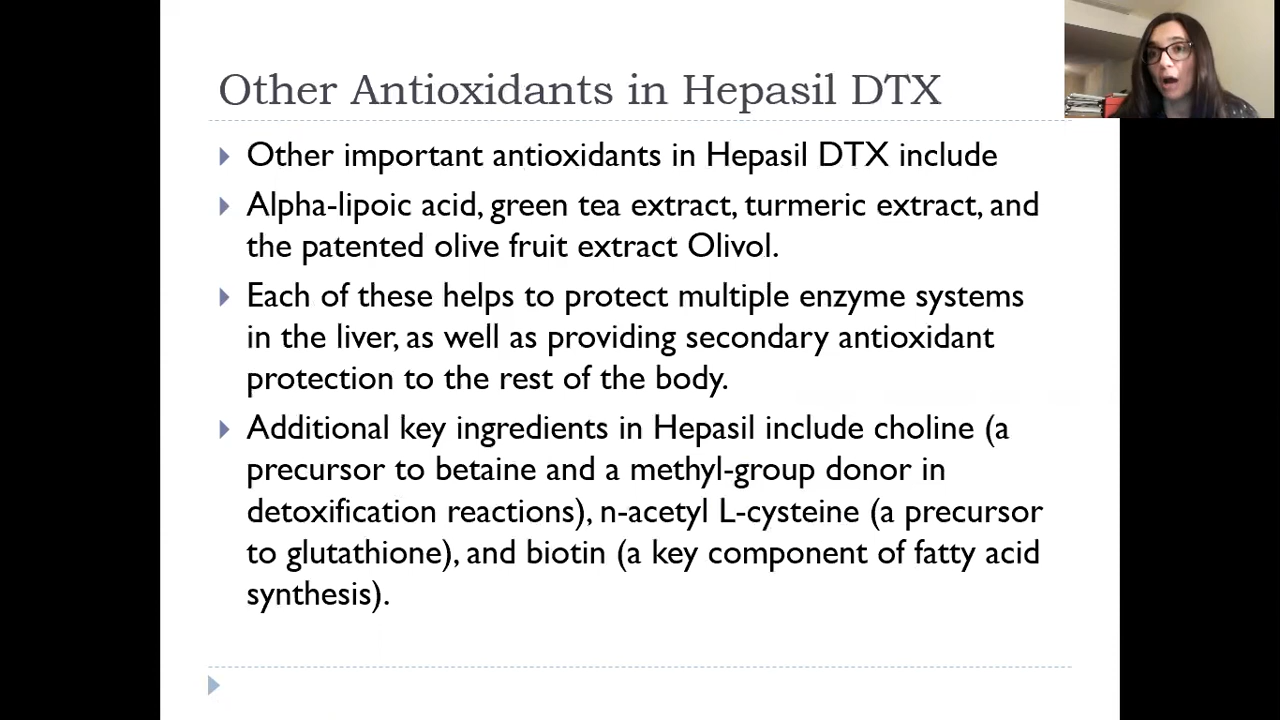 Other Antioxidants in Hepasil DTX
Other important antioxidants in Hepasil DTX include
Alpha-lipoic acid, green tea extract, turmeric extract, and
the patented olive fruit extract Olivol.
Each of these helps to protect multiple enzyme systems
in the liver, as well as providing secondary antioxidant
protection to the rest of the body.
Additional key ingredients in Hepasil include choline (a
precursor to betaine and a methyl-group donor in
detoxification reactions), n-acetyl L-cysteine (a precursor
to glutathione), and biotin (a key component of fatty acid
synthesis).